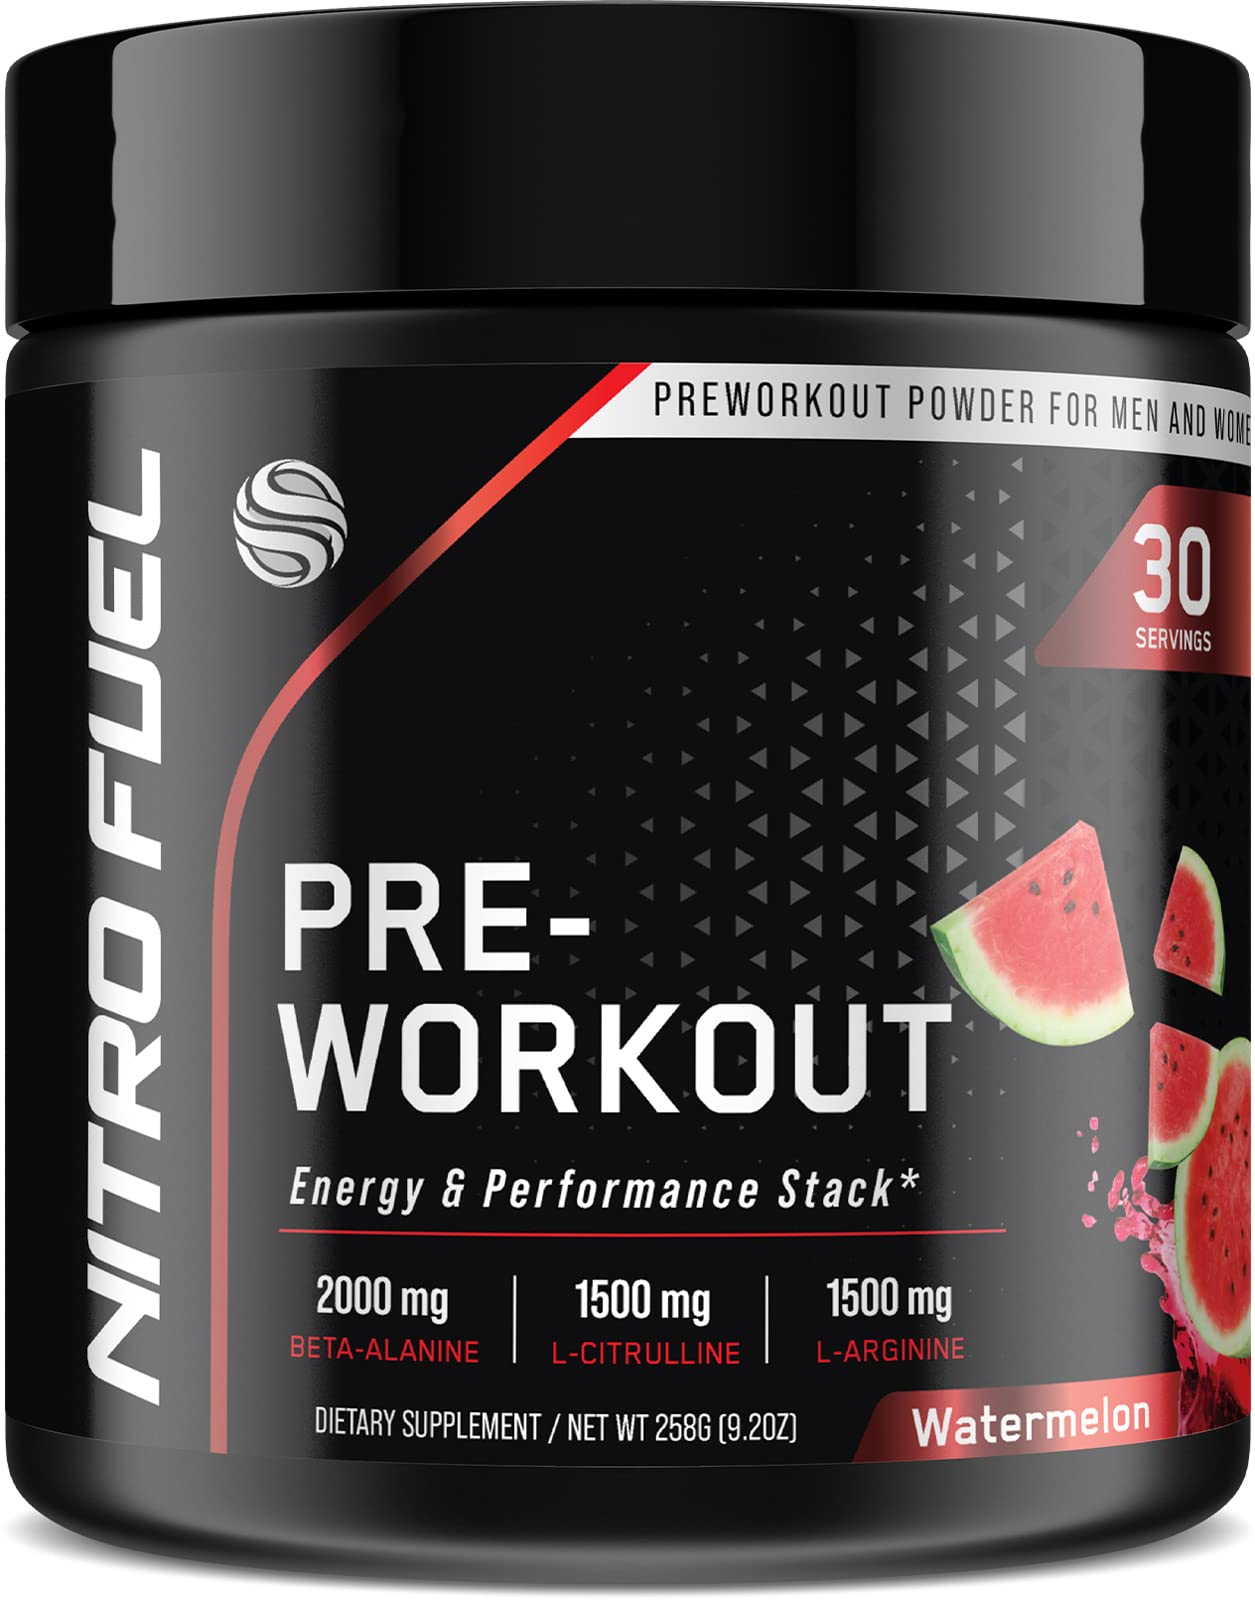 PREWORKOUT POWDER FOR MEN AND WOME
30
SERVINGS
NITRO FUEL
PRE-
WORKOUT
Energy & Performance Stack*
2000 mg
BETA-ALANINE
1500 mg
L-CITRULLINE
1500 mg
L-ARGININE
DIETARY SUPPLEMENT / NET WT 258G (9.2OZ)
Watermelon